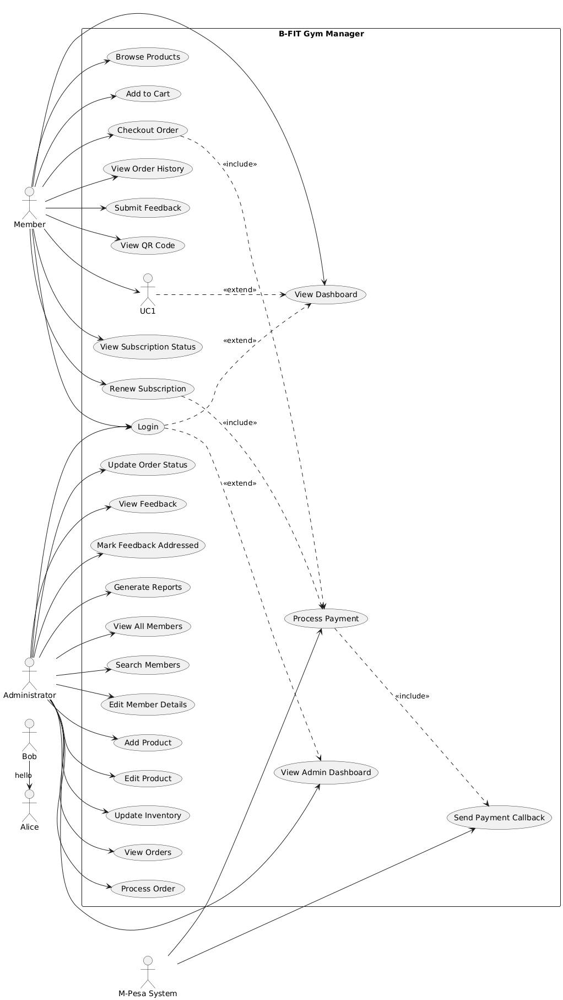 B-FIT Gym Manager
Browse Products
Add to Cart
Checkout Order
«include»
View Order History
Submit Feedback
Member
View QR Code
«extend»
View Dashboard
UC1
«extend»
View Subscription Status
Renew Subscription
«include»
Login
Update Order Status
«extend»
View Feedback
Mark Feedback Addressed
Generate Reports
Process Payment
View All Members
Search Members
Administrator
«include»
Edit Member Details
Add Product
Bob
View Admin Dashboard
hello
Edit Product
Update Inventory
Send Payment Callback
Alice
View Orders
Process Order
M-Pesa System